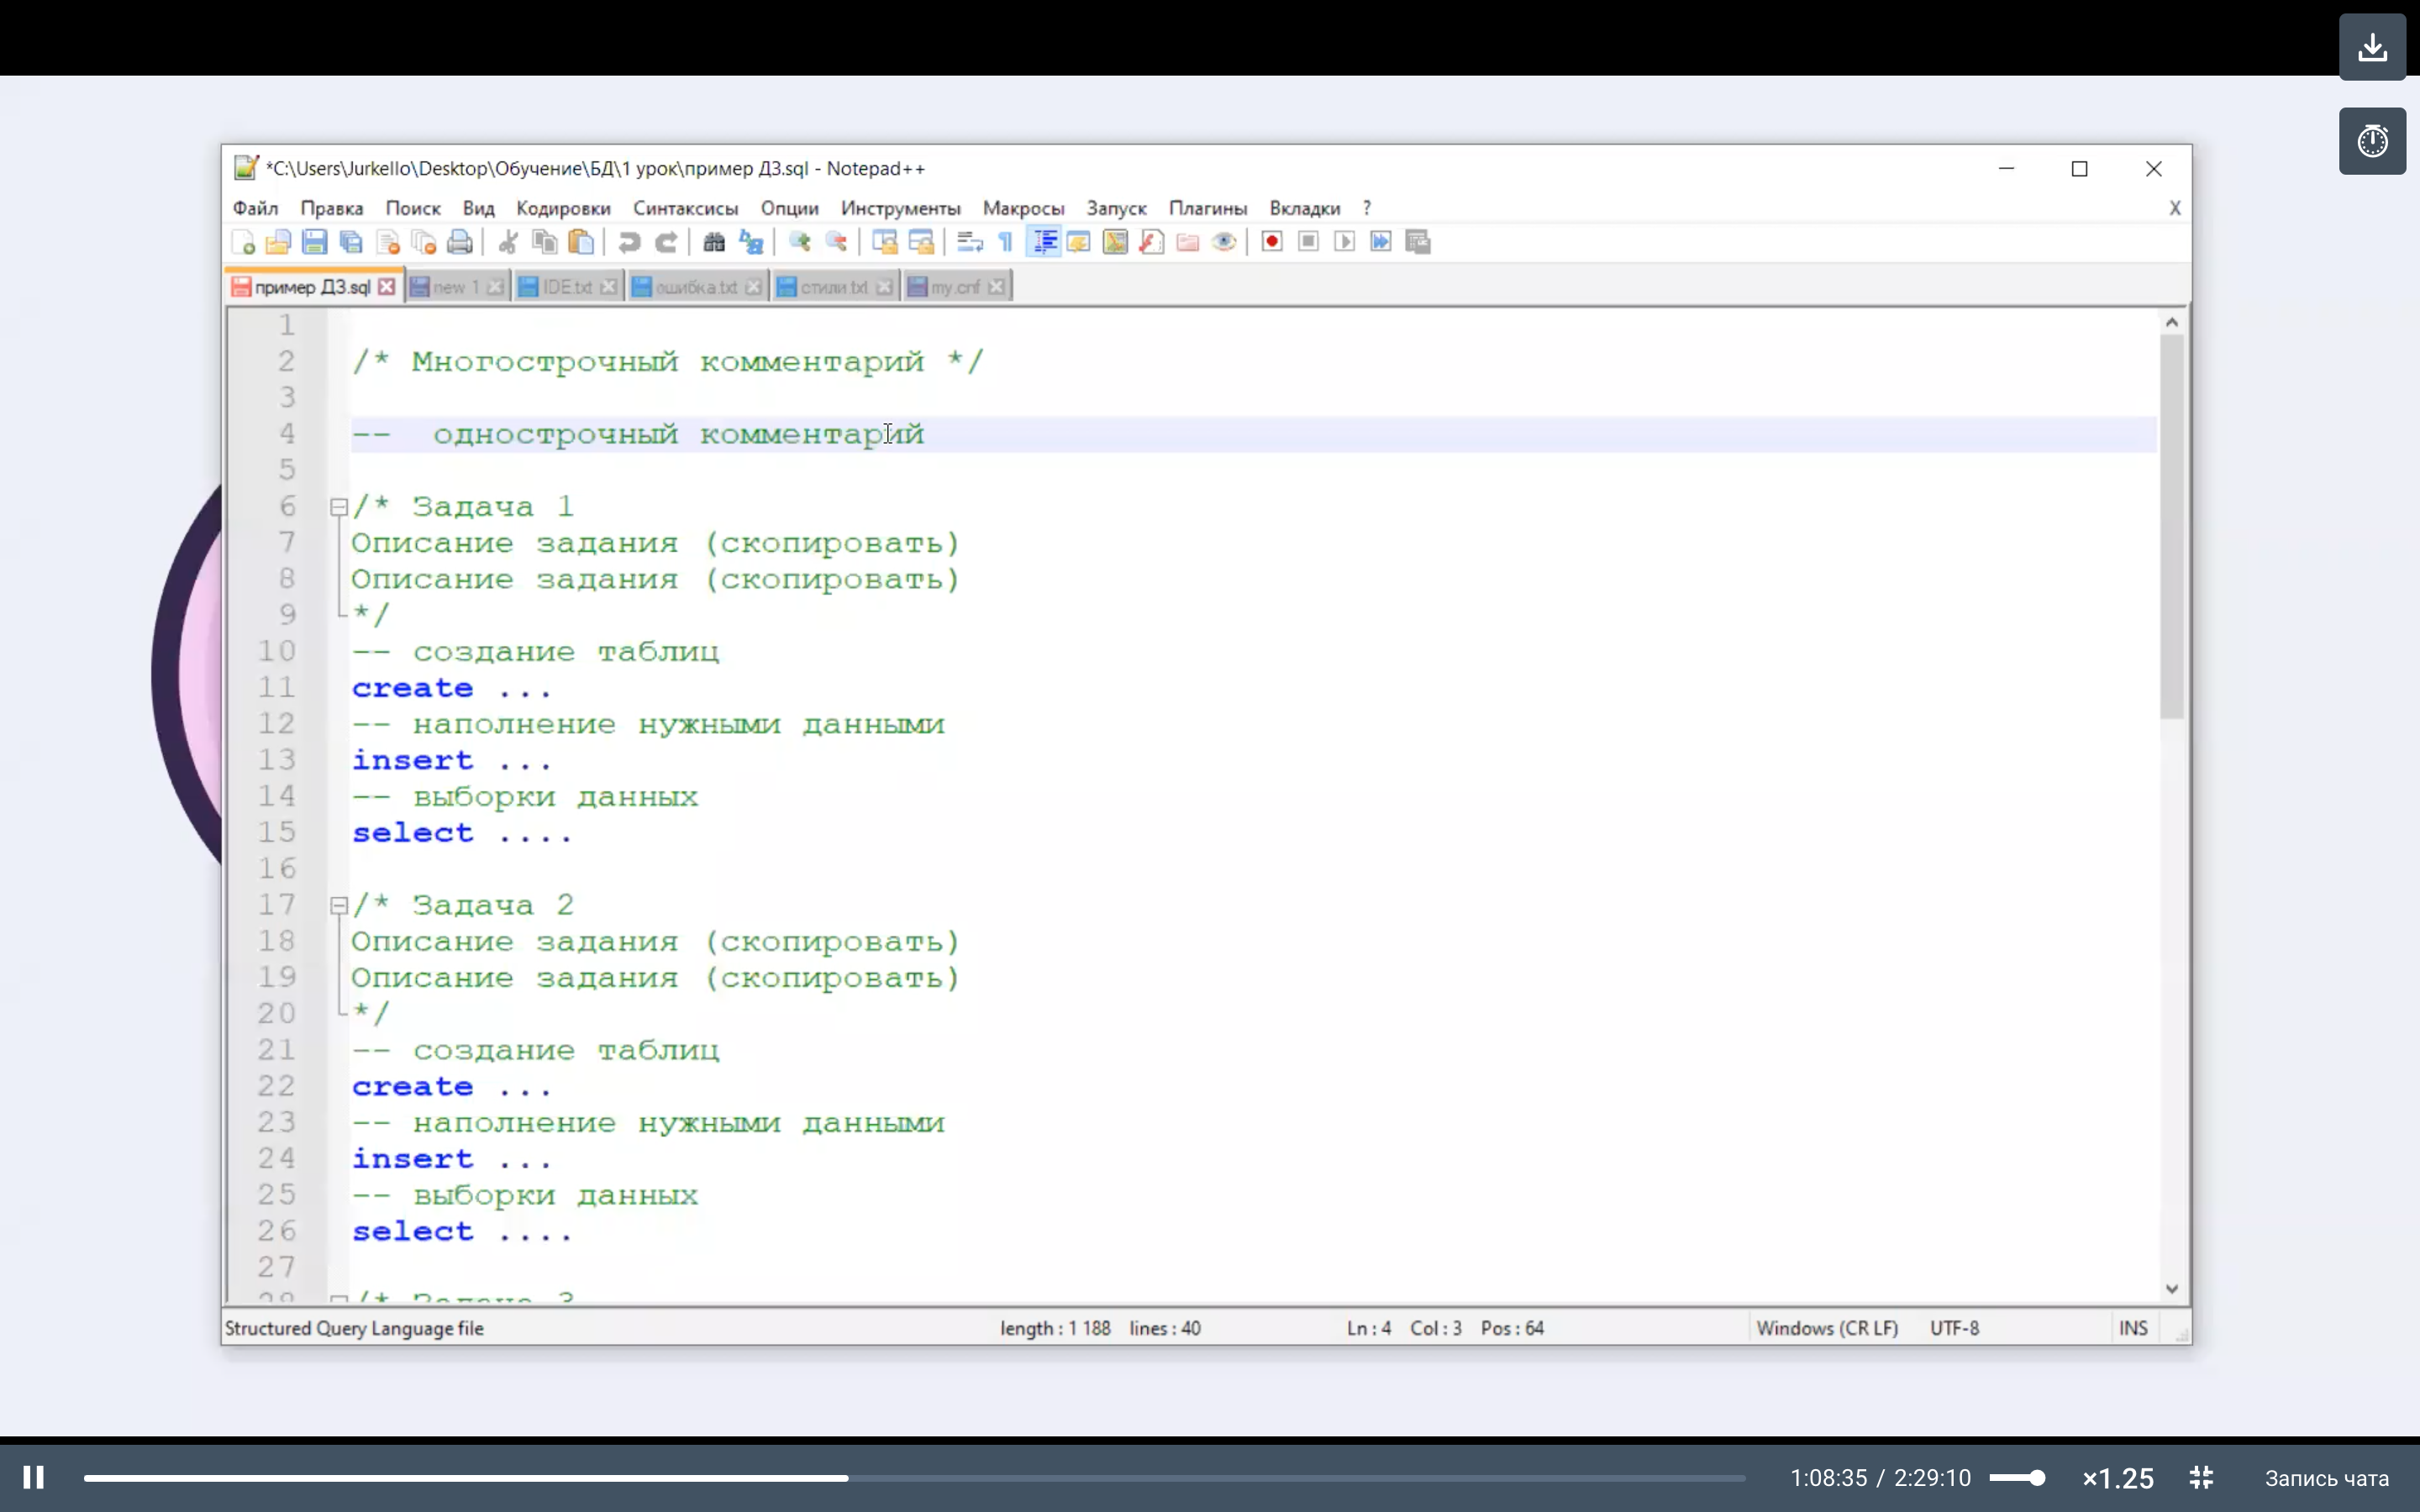 *C:\Users\Jurkello\Desktop\Обучение\БД\1 урок\пример ДЗ.sql - Notepad++
Файл Правка Поиск Вид Кодировки Синтаксисы Опции Инструменты Макросы Запуск Плагины Вкладки ? X
пример ДЗ.sql new 1 IDE.txt ошибка.txt стили.txt my.cnf
1
2 /* Многострочный комментарий */
3
4 -- однострочный комментарий
5
6 /* Задача 1
7 Описание задания (скопировать)
8 Описание задания (скопировать)
9 */
10 -- создание таблиц
11 create ...
12 -- наполнение нужными данными
13 insert ...
14 -- выборки данных
15 select ....
16
17 /* Задача 2
18 Описание задания (скопировать)
19 Описание задания (скопировать)
20 */
21 -- создание таблиц
22 create ...
23 -- наполнение нужными данными
24 insert ...
25 -- выборки данных
26 select ....
27
28 /* Задача 3
Structured Query Language file length : 1 188 lines : 40 Ln : 4 Col : 3 Pos : 64 Windows (CR LF) UTF-8 INS
1:08:35 / 2:29:10 ×1.25 Запись чата